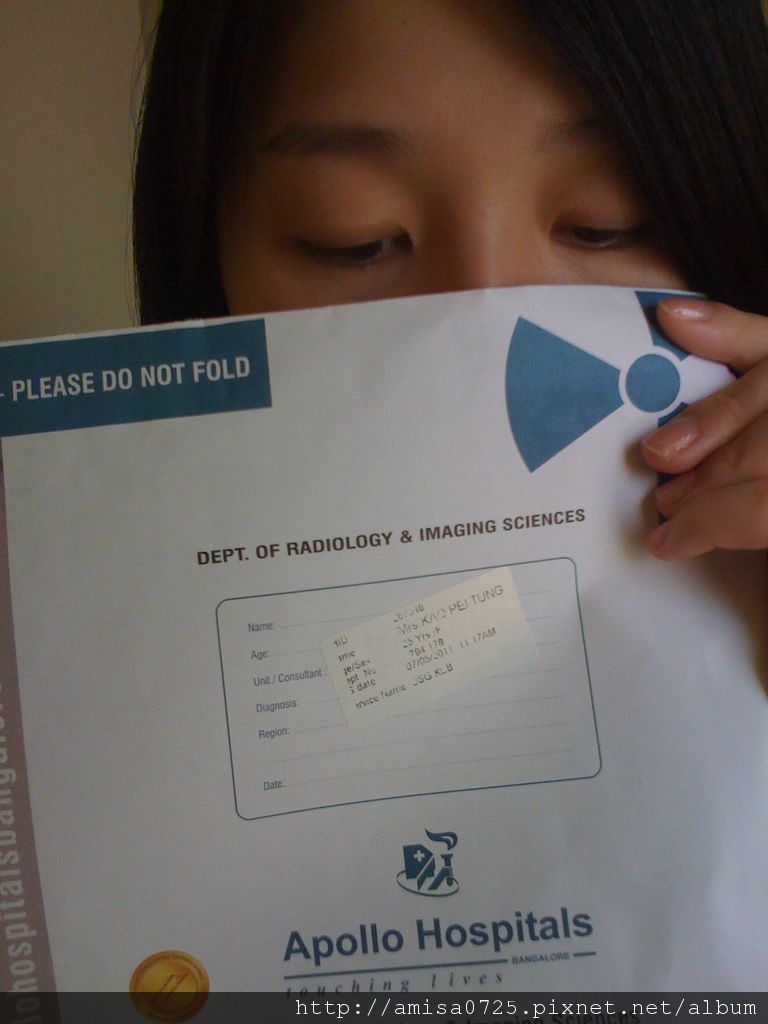 - PLEASE DO NOT FOLD
DEPT. OF RADIOLOGY & IMAGING SCIENCES
Name:
Age:
Unit / Consultant
Diagnosis:
Region:
Date:
Mrs KAO PEI TUNG
25 Yrs /F
07/05/2011 11:17AM
Apollo Hospitals
BANGALORE
touching lives
http://amisa0725.pixnet.net/album